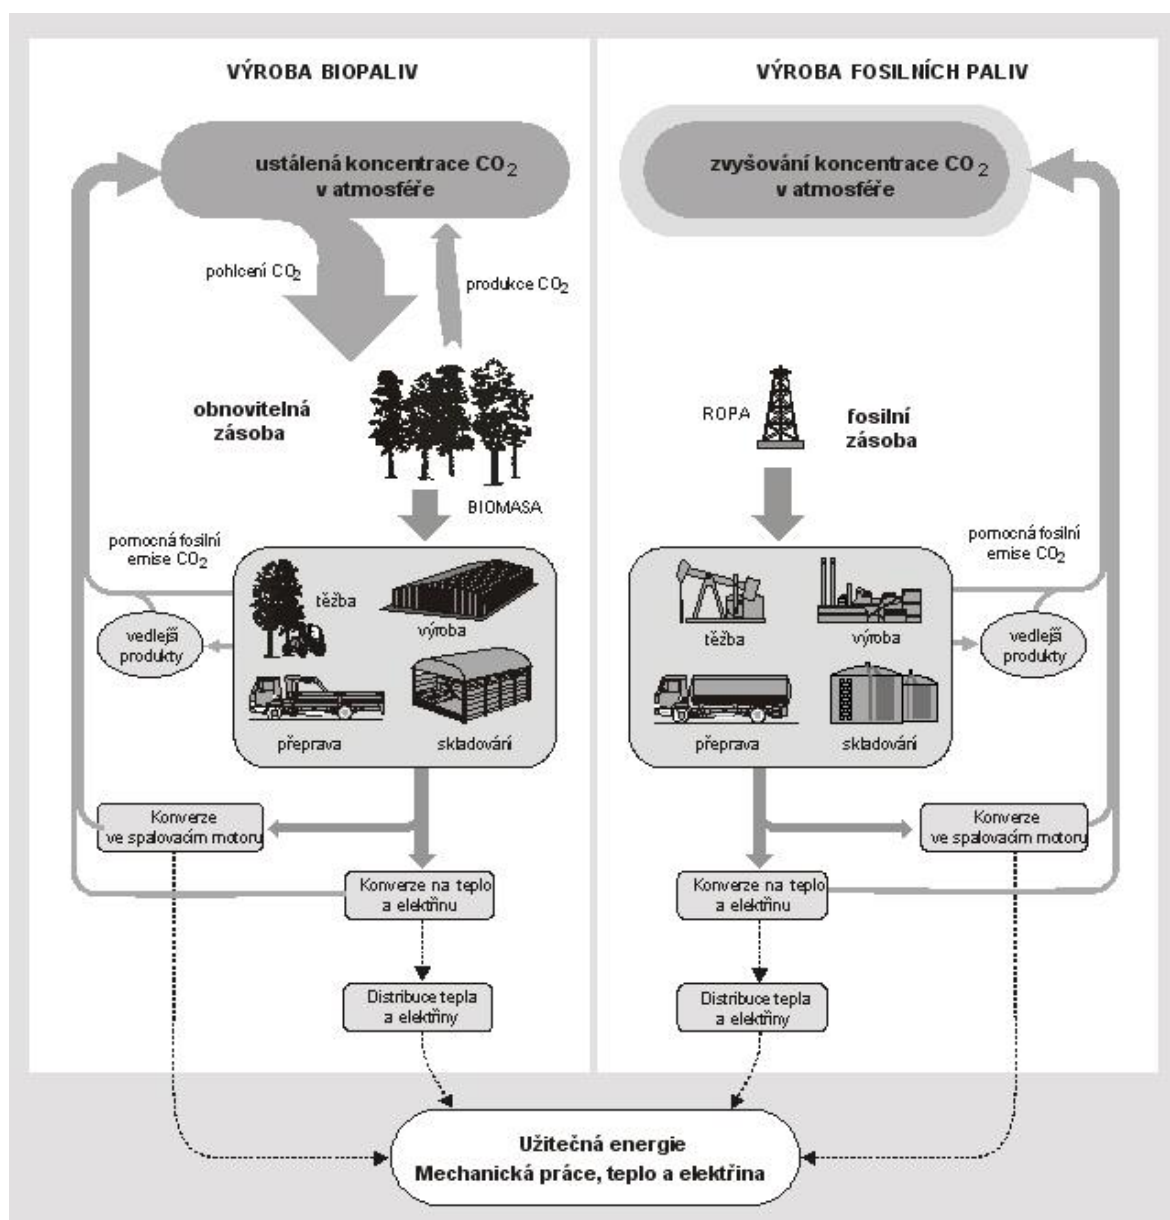 VÝROBA BIOPALIV
ustálená koncentrace CO2
v atmosféře
pohlcení CO2
produkce CO2
obnovitelná
zásoba
BIOMASA
pomocná fosilní
emise CO2
těžba
výroba
vedlejší
produkty
přeprava
skladování
Konverze
ve spalovacím motoru
Konverze na teplo
a elektřinu
Distribuce tepla
a elektřiny
VÝROBA FOSILNÍCH PALIV
zvyšování koncentrace CO2
v atmosféře
ROPA
fosilní
zásoba
pomocná fosilní
emise CO2
těžba
výroba
vedlejší
produkty
přeprava
skladování
Konverze
ve spalovacím motoru
Konverze na teplo
a elektřinu
Distribuce tepla
a elektřiny
Užitečná energie
Mechanická práce, teplo a elektřina